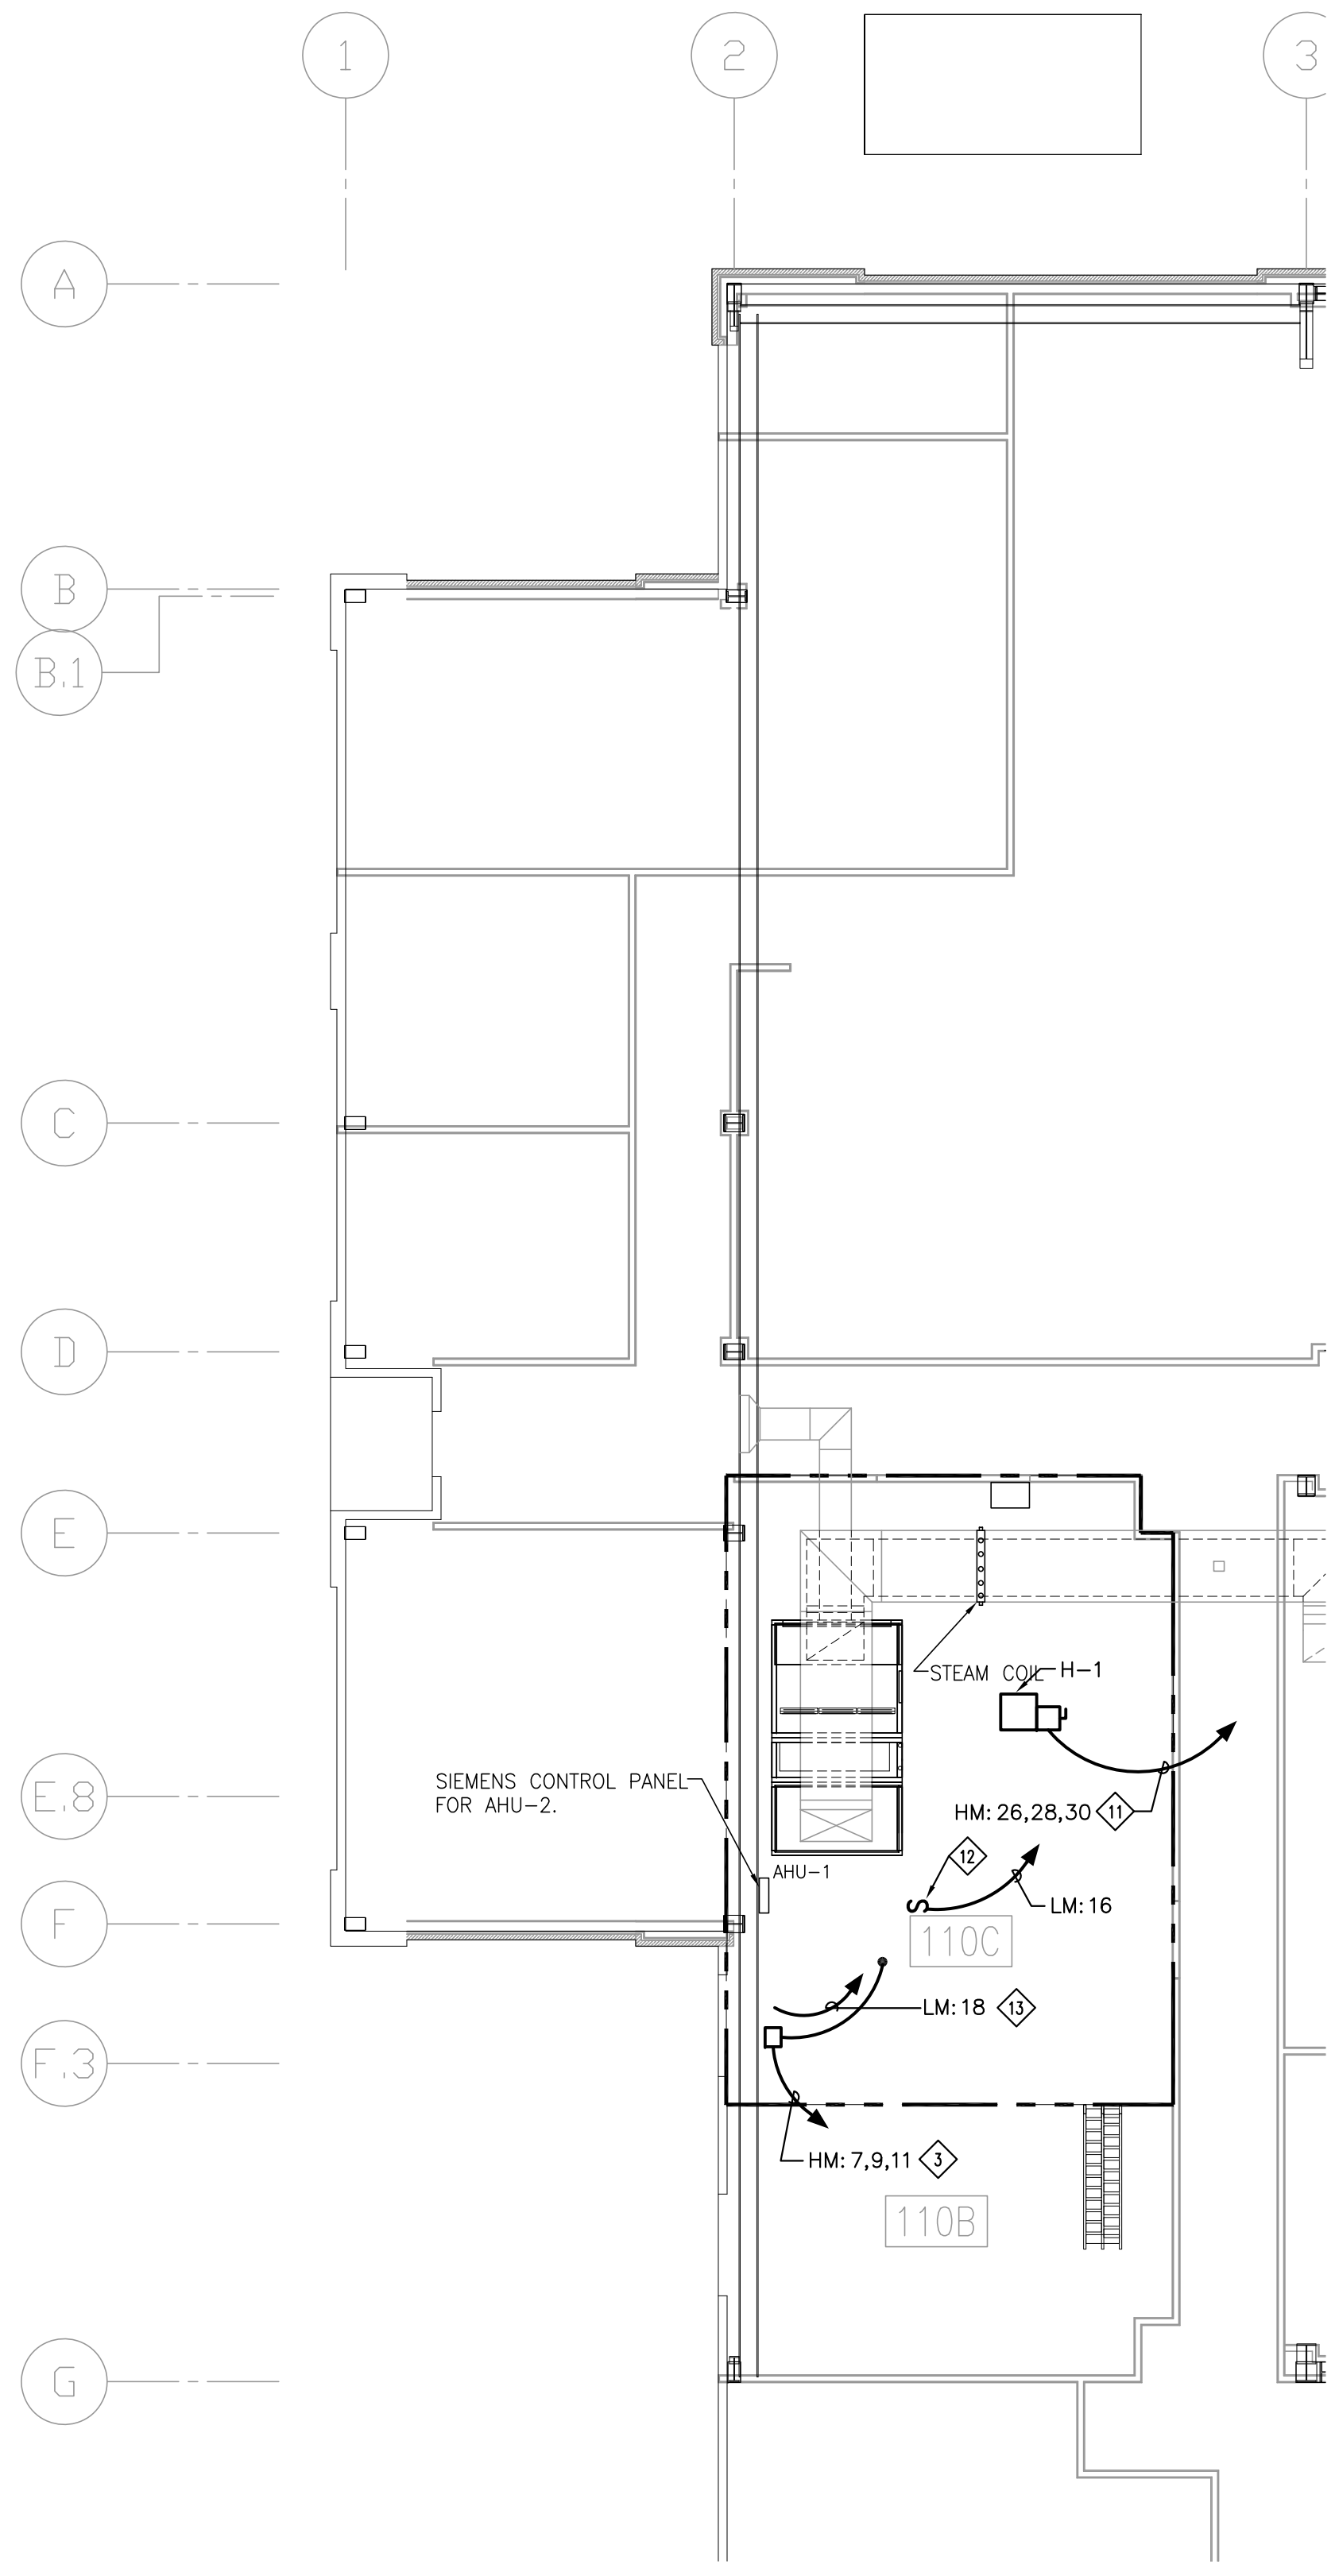 1
2
3
A
B
B.1
C
D
E
STEAM COIL
H-1
SIEMENS CONTROL PANEL
FOR AHU-2.
E.8
HM: 26,28,30
11
12
AHU-1
S
LM: 16
F
110C
LM: 18
13
F.3
HM: 7,9,11
3
110B
G